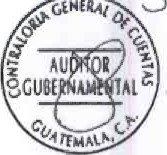 CONTRALORIA GENERAL DE CUENTAS
AUDITOR
GUBERNAMENTAL
GUATEMALA, C.A.